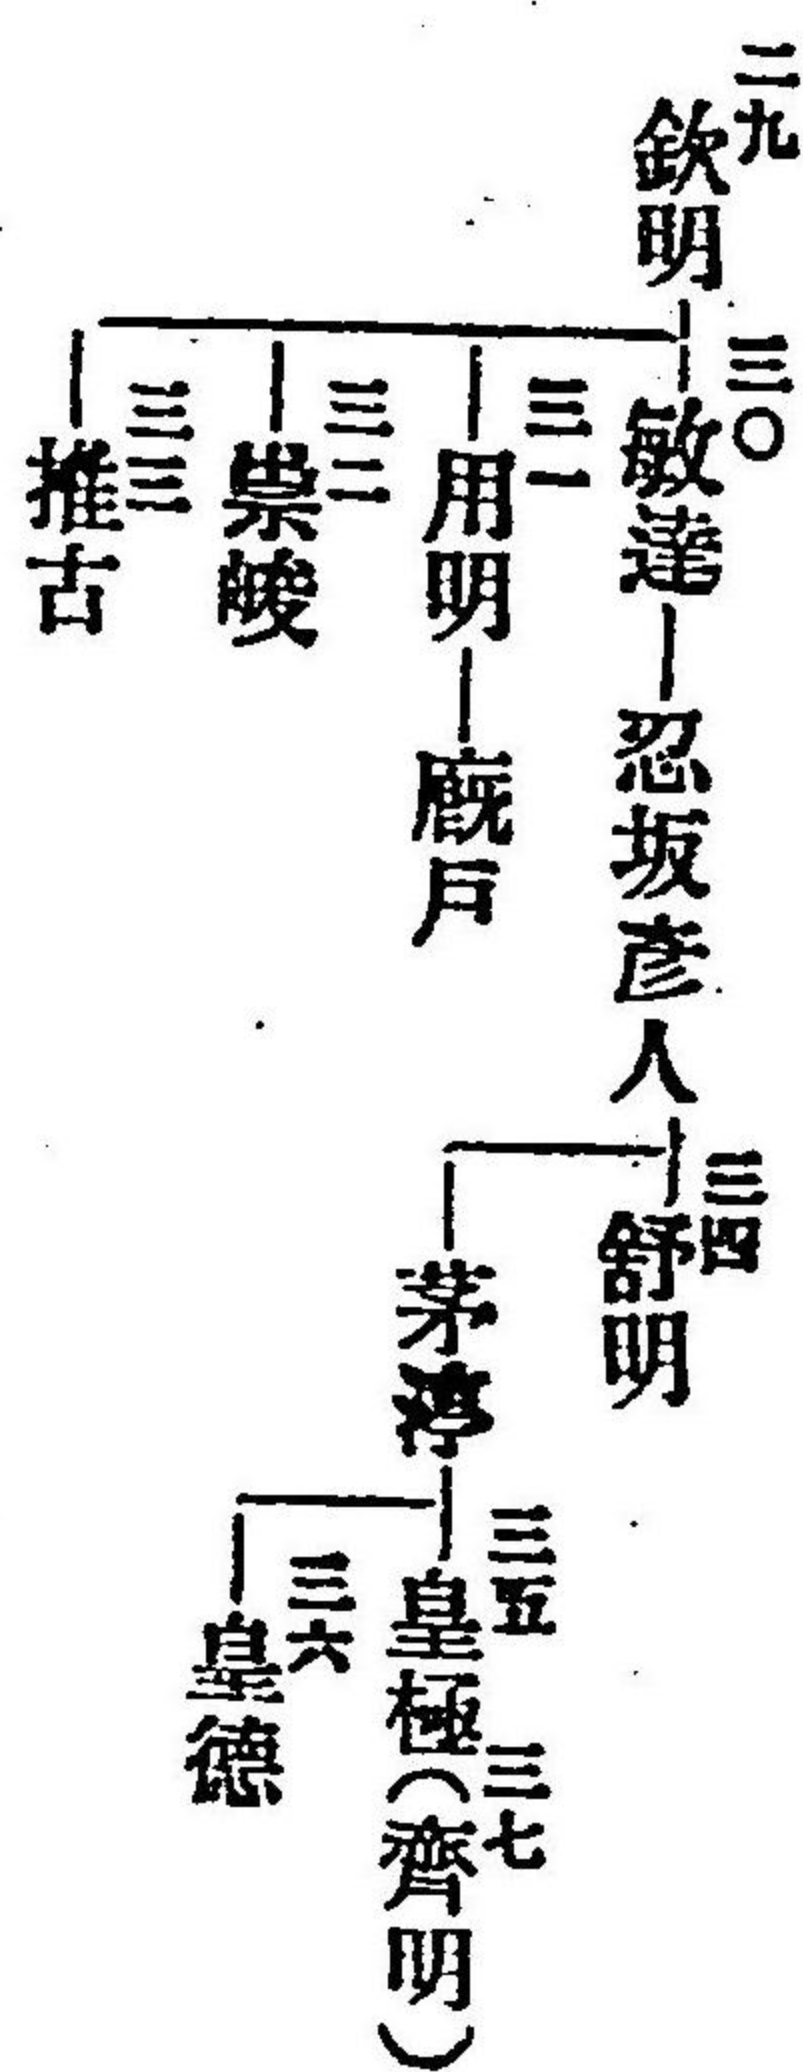 二九
欽明
三〇
敏達
忍坂彥人
三四
舒明
三一
用明
廐戶
茅渟
三五
皇極(齊明)
三七
三二
崇峻
三六
皇德
三三
推古